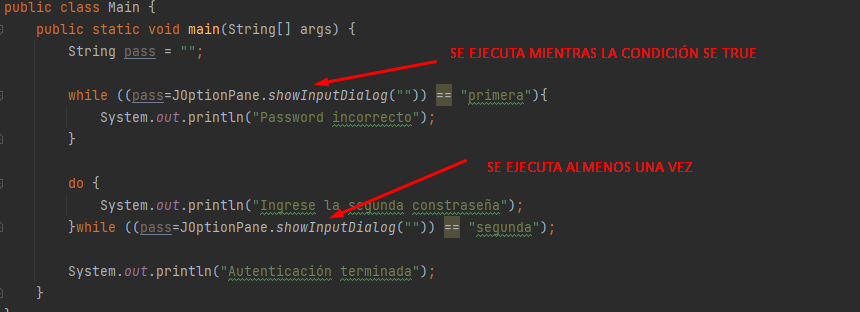 public class Main {
public static void main(String[] args) {
String pass = "";
SE EJECUTA MIENTRAS LA CONDICIÓN SE TRUE
while ((pass=JOptionPane.showInputDialog("")) == "primera"){
System.out.println("Password incorrecto");
}
SE EJECUTA ALMENOS UNA VEZ
do {
System.out.println("Ingrese la segunda constraseña");
}while ((pass=JOptionPane.showInputDialog("")) == "segunda");
System.out.println("Autenticación terminada");
}
}